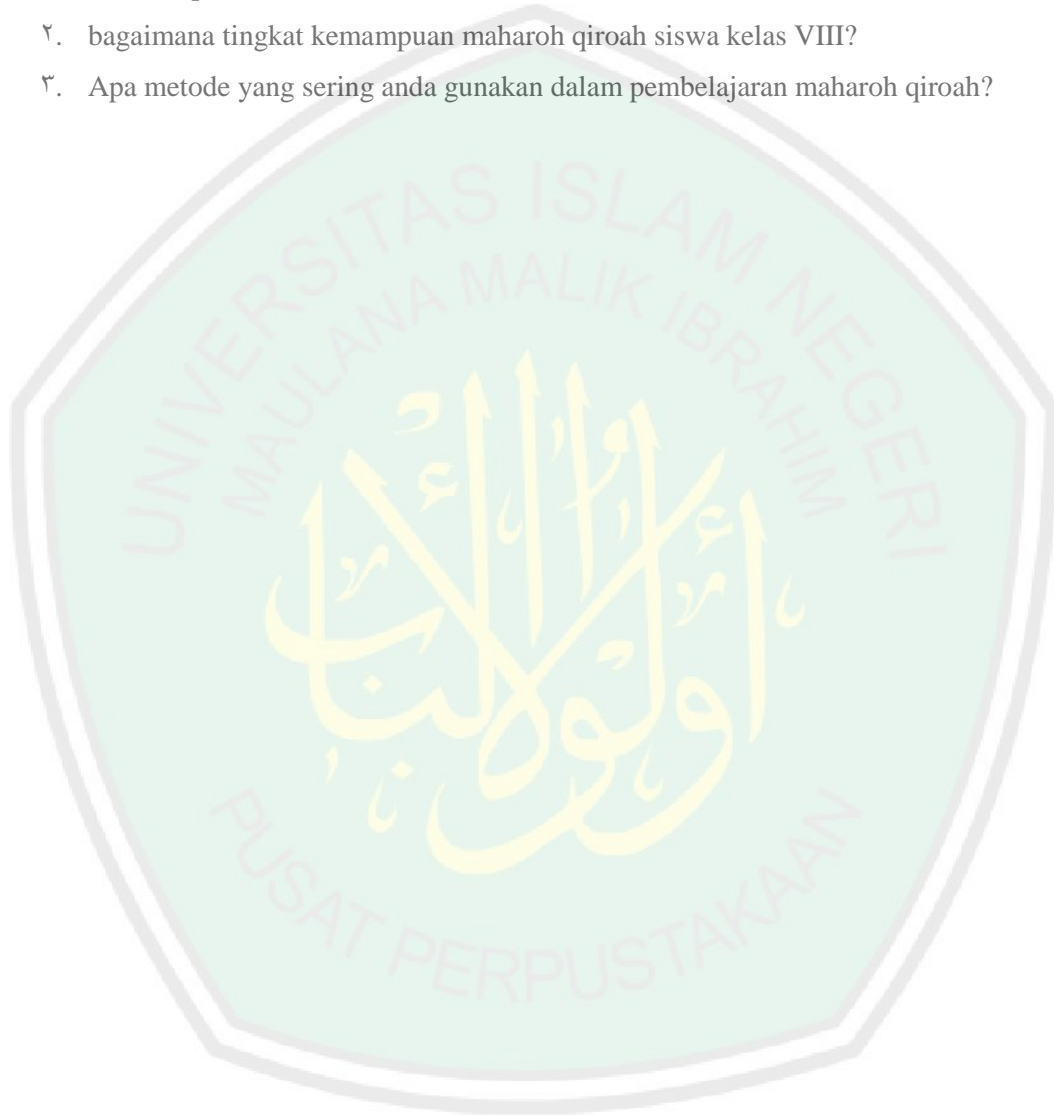 ٢. bagaimana tingkat kemampuan maharoh qiroah siswa kelas VIII?
٣. Apa metode yang sering anda gunakan dalam pembelajaran maharoh qiroah?
UNIVERSITAS ISLAM NEGERI
MAULANA MALIK IBRAHIM
أولوا الألباب
PUSAT PERPUSTAKAAN